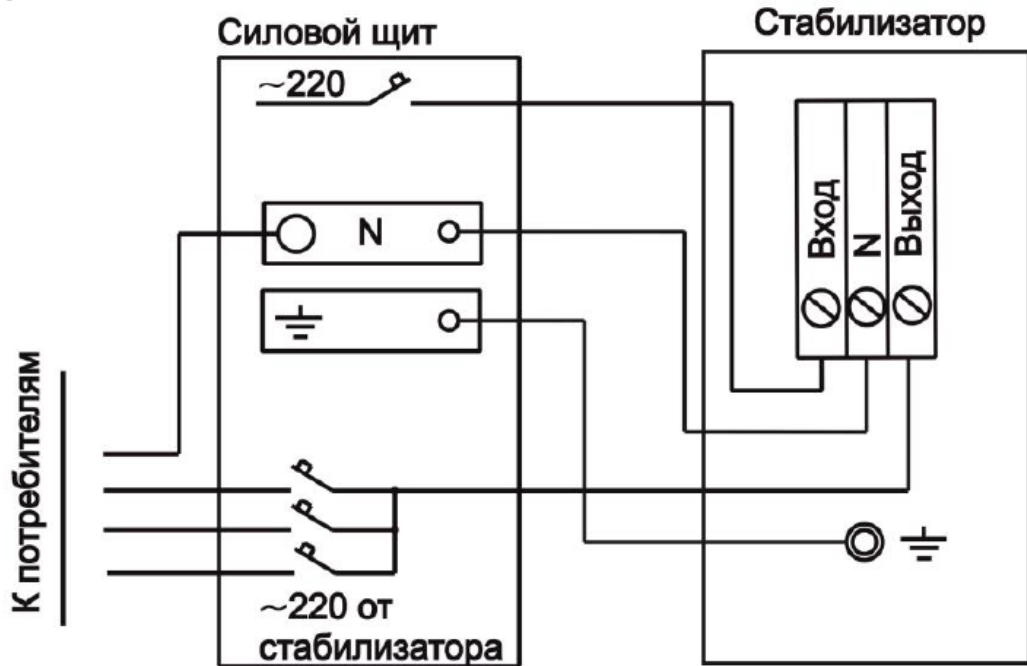 Силовой щит
Стабилизатор
~220
Вход
N
Выход
N
К потребителям
~220 от
стабилизатора